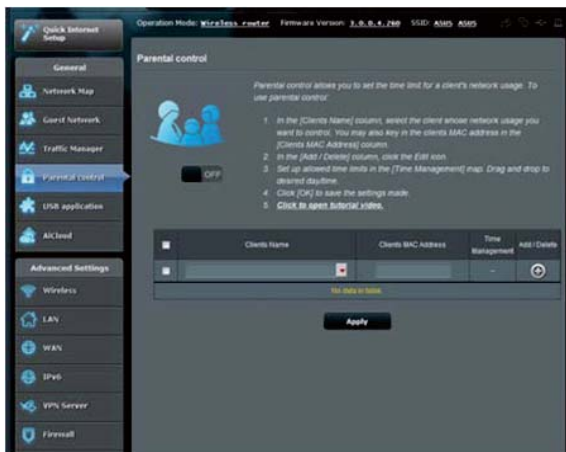 Quick Internet
Setup
Operation Mode: Wireless router Firmware Version: 3.0.0.4.260 SSID: ASUS ASUS
General
Network Map
Guest Network
Traffic Manager
Parental control
USB application
AiCloud
Advanced Settings
Wireless
LAN
WAN
IPv6
VPN Server
Firewall
Parental control
OFF
Parental control allows you to set the time limit for a client's network usage. To
use parental control:
1. In the [Clients Name] column, select the client whose network usage you
want to control. You may also key in the clients MAC address in the
[Clients MAC Address] column.
2. In the [Add / Delete] column, click the Edit icon.
3. Set up allowed time limits in the [Time Management] map. Drag and drop to
desired day/time.
4. Click [OK] to save the settings made.
5. Click to open tutorial video.
Clients Name Clients MAC Address Time Management Add / Delete
--
No data in table.
Apply